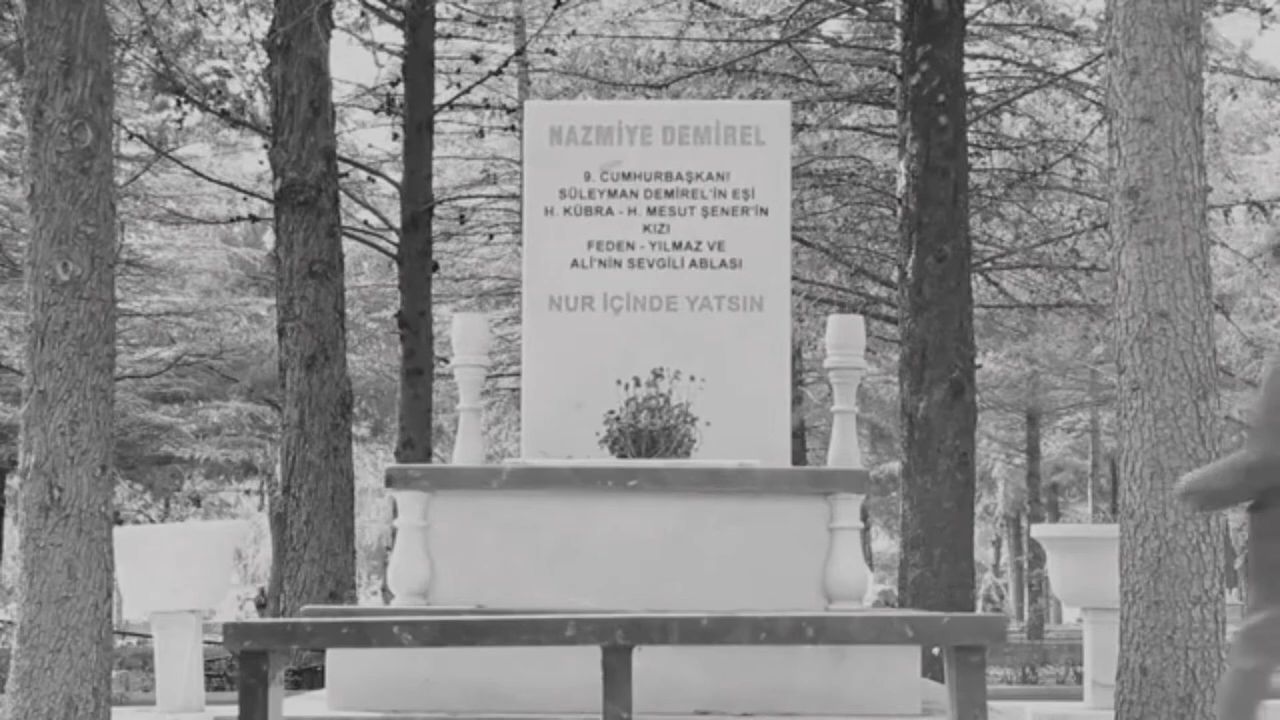 NAZMİYE DEMİREL
9. CUMHURBAŞKANI
SÜLEYMAN DEMİREL'İN EŞİ
H. KÜBRA - H. MESUT ŞENER'İN
KIZI
FEDEN - YILMAZ VE
ALİ'NİN SEVGİLİ ABLASI
NUR İÇİNDE YATSIN